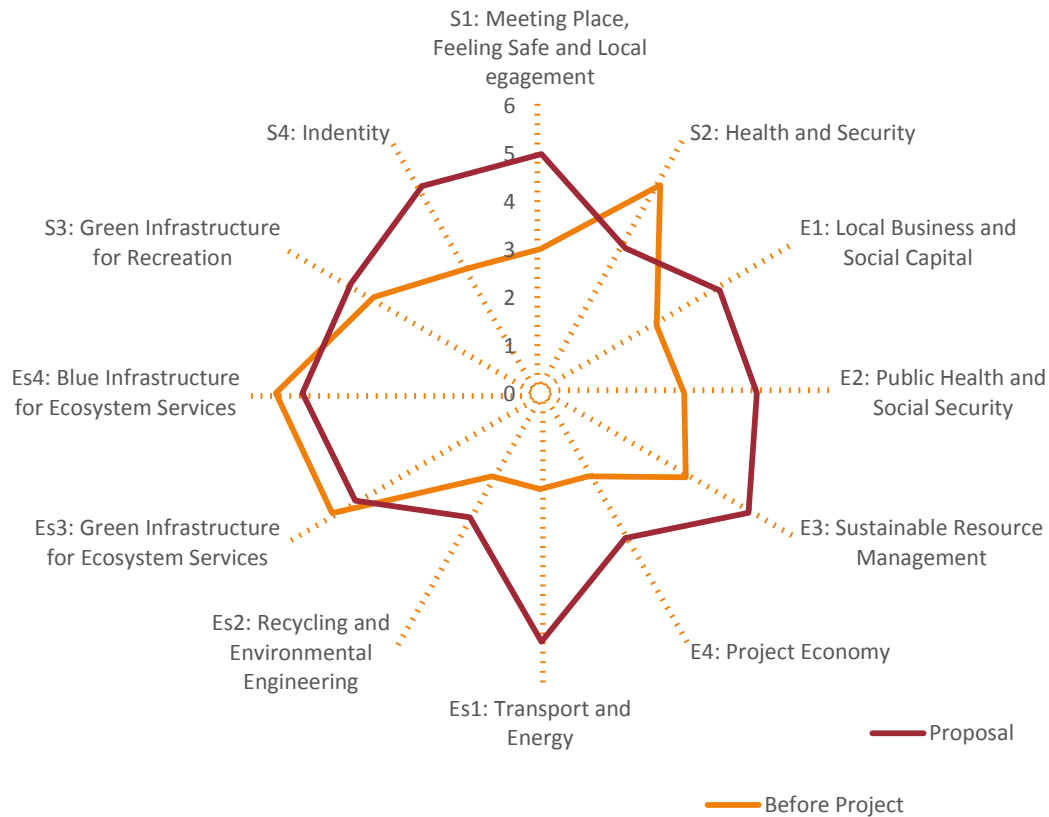 S1: Meeting Place,
Feeling Safe and Local
egagement
S2: Health and Security
E1: Local Business and
Social Capital
E2: Public Health and
Social Security
E3: Sustainable Resource
Management
E4: Project Economy
Es1: Transport and
Energy
Es2: Recycling and
Environmental
Engineering
Es3: Green Infrastructure
for Ecosystem Services
Es4: Blue Infrastructure
for Ecosystem Services
S3: Green Infrastructure
for Recreation
S4: Indentity
6
5
4
3
2
1
0
Proposal
Before Project